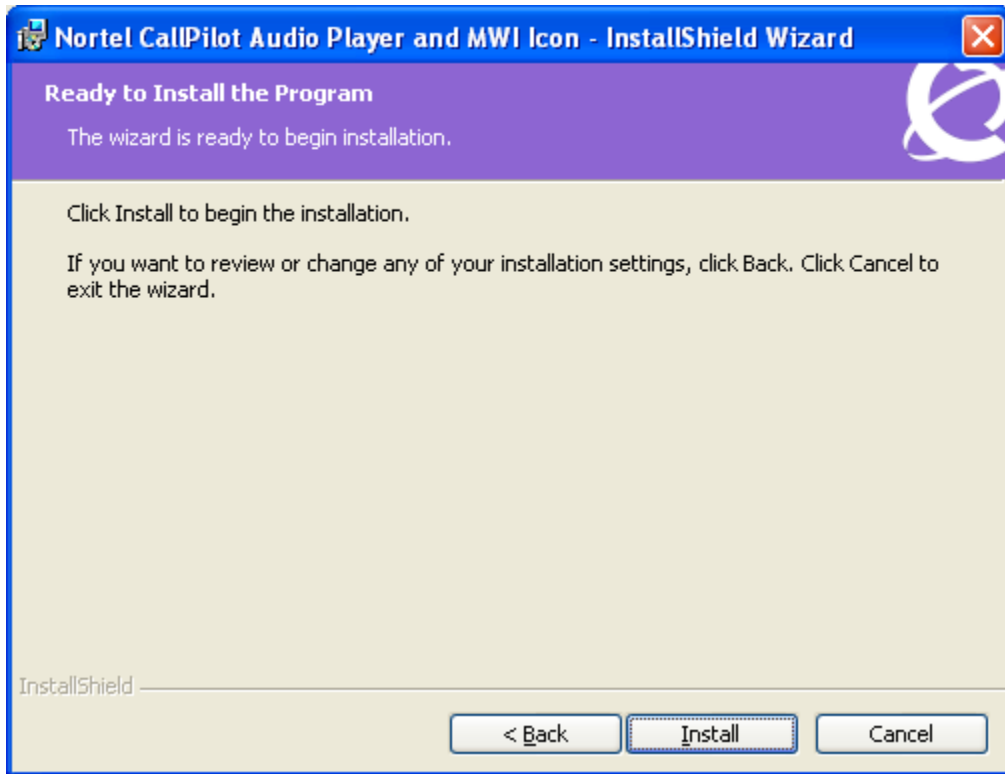 Nortel CallPilot Audio Player and MWI Icon - InstallShield Wizard
Ready to Install the Program
The wizard is ready to begin installation.
Click Install to begin the installation.
If you want to review or change any of your installation settings, click Back. Click Cancel to
exit the wizard.
InstallShield
< Back
Install
Cancel